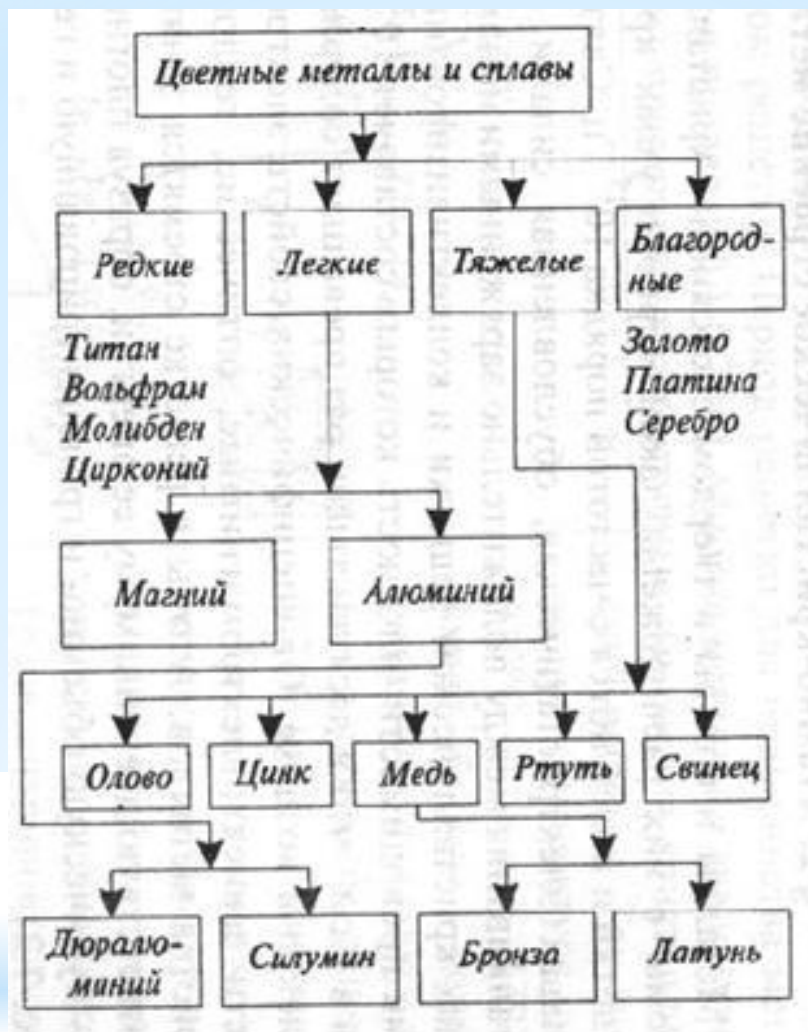 Цветные металлы и сплавы
Редкие
Легкие
Тяжелые
Благород-
ные
Титан
Вольфрам
Молибден
Цирконий
Золото
Платина
Серебро
Магний
Алюминий
Олово
Цинк
Медь
Ртуть
Свинец
Дюралю-
миний
Силумин
Бронза
Латунь